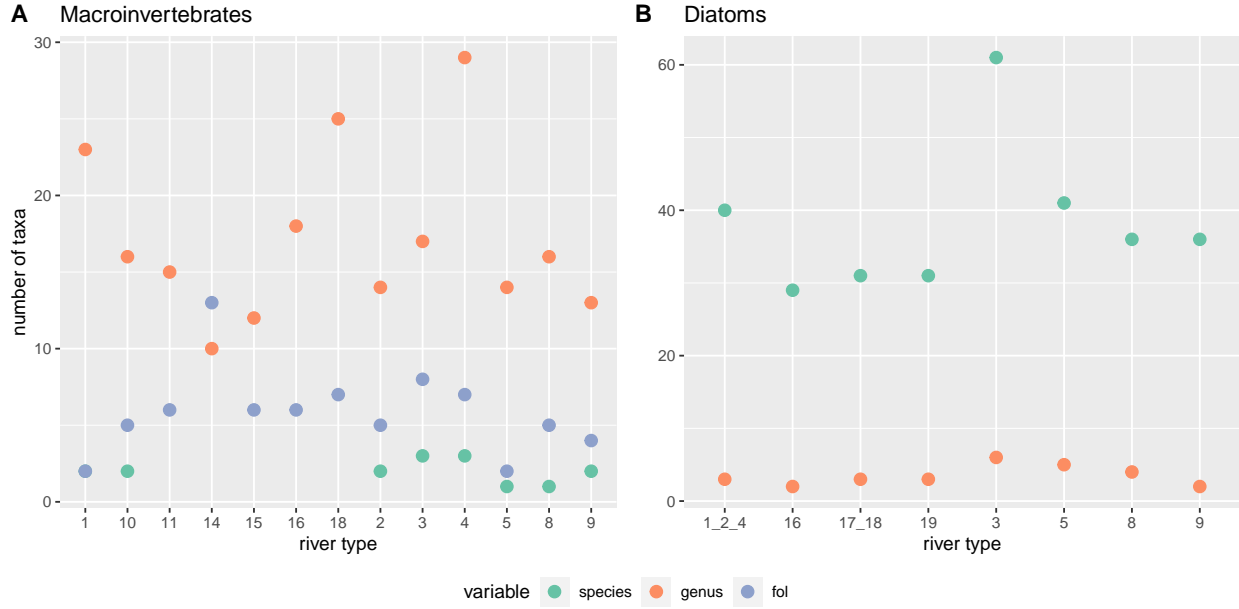 A Macroinvertebrates
B Diatoms
number of taxa
30
20
10
0
1 10 11 14 15 16 18 2 3 4 5 8 9
river type
60
40
20
0
1_2_4 16 17_18 19 3 5 8 9
river type
variable species genus fol